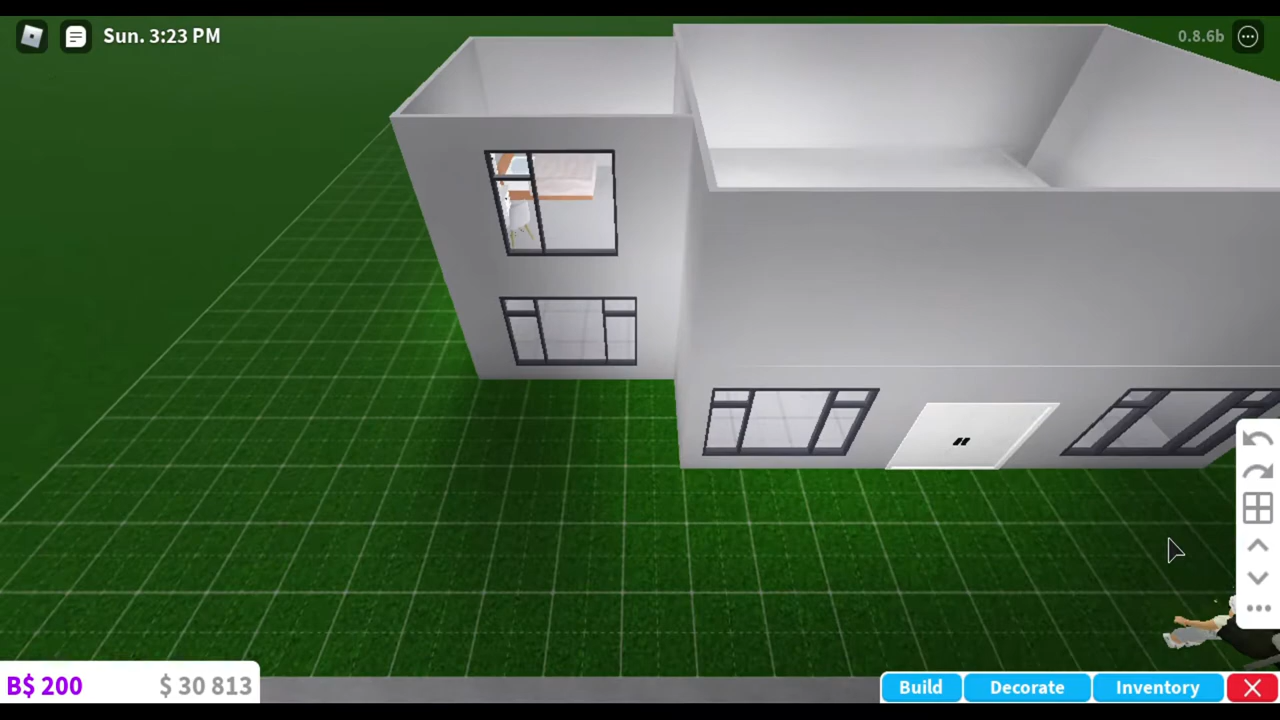 Sun. 3:23 PM
0.8.6b
B$ 200
$ 30 813
Build
Decorate
Inventory